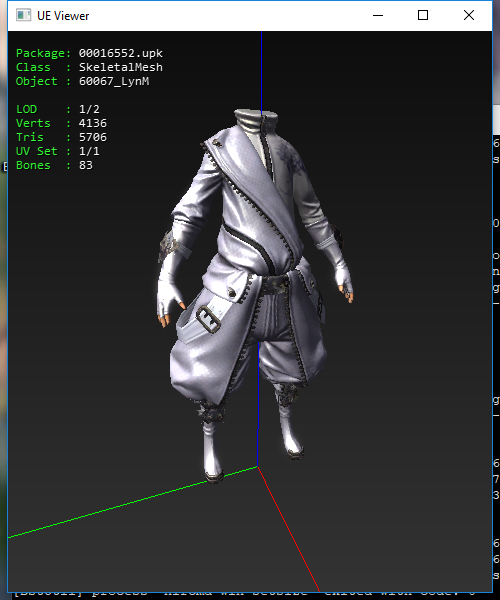 UE Viewer
Package: 00016552.upk
Class : SkeletalMesh
Object : 60067_LynM
LOD : 1/2
Verts : 4136
Tris : 5706
UV Set : 1/1
Bones : 83